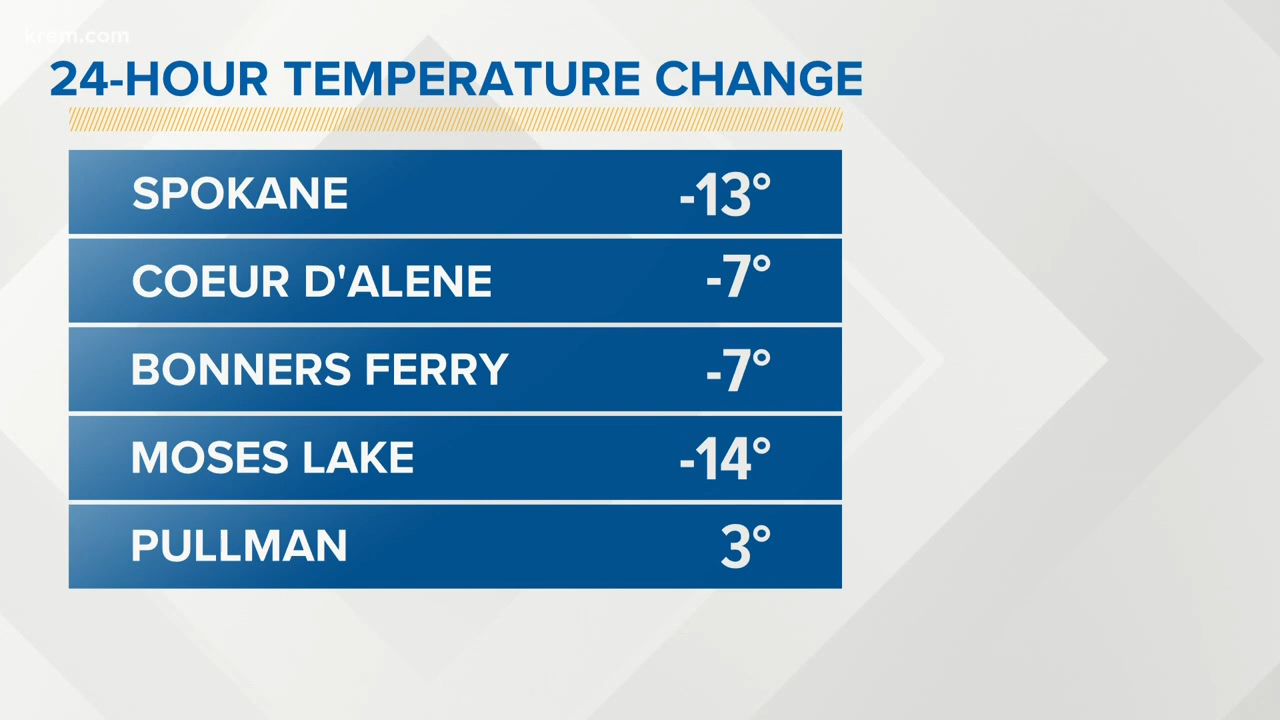 krem.com
24-HOUR TEMPERATURE CHANGE
SPOKANE -13°
COEUR D'ALENE -7°
BONNERS FERRY -7°
MOSES LAKE -14°
PULLMAN 3°